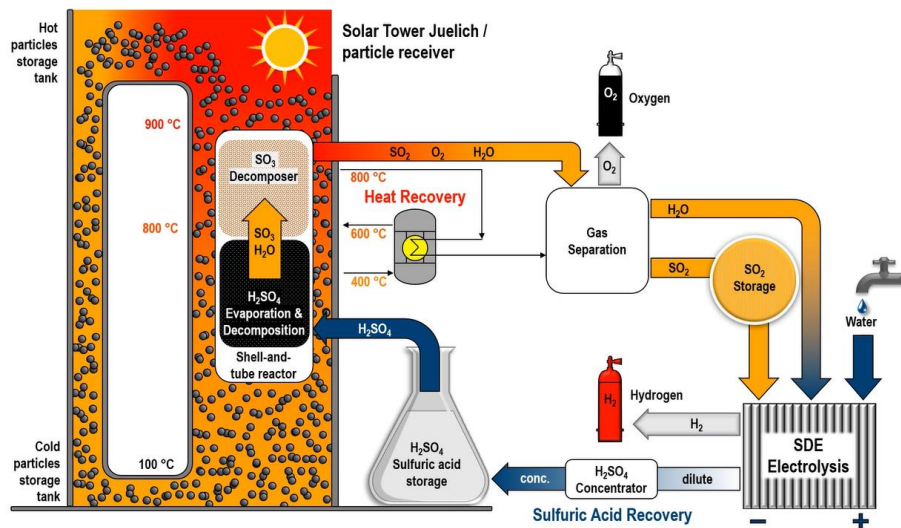 Hot
particles
storage
tank
Solar Tower Juelich /
particle receiver
O₂
Oxygen
O₂
900 °C
SO₂ O₂ H₂O
SO₃
Decomposer
800 °C
Heat Recovery
600 °C
400 °C
800 °C
SO₃
H₂O
H₂SO₄
Evaporation &
Decomposition
Shell-and-
tube reactor
Gas
Separation
H₂O
SO₂
SO₂
Storage
Water
H₂SO₄
H₂
Hydrogen
H₂
SDE
Electrolysis
− +
H₂SO₄
Sulfuric acid
storage
conc.
H₂SO₄
Concentrator
dilute
Sulfuric Acid Recovery
Cold
particles
storage
tank
100 °C